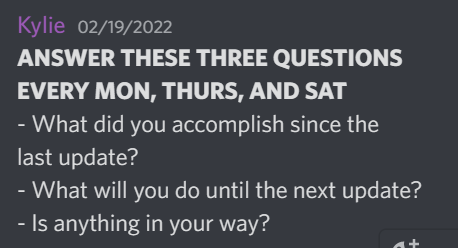 Kylie 02/19/2022
ANSWER THESE THREE QUESTIONS
EVERY MON, THURS, AND SAT
- What did you accomplish since the
last update?
- What will you do until the next update?
- Is anything in your way?